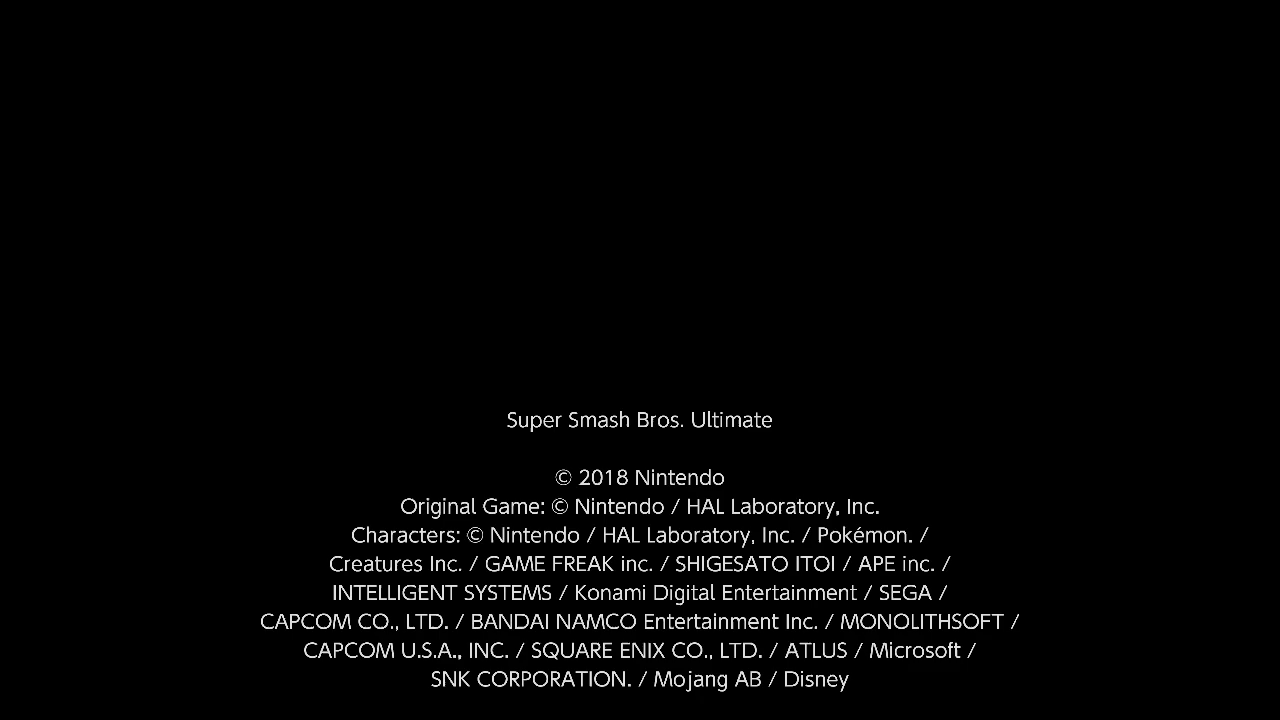 Super Smash Bros. Ultimate
© 2018 Nintendo
Original Game: © Nintendo / HAL Laboratory, Inc.
Characters: © Nintendo / HAL Laboratory, Inc. / Pokémon. /
Creatures Inc. / GAME FREAK inc. / SHIGESATO ITOI / APE inc. /
INTELLIGENT SYSTEMS / Konami Digital Entertainment / SEGA /
CAPCOM CO., LTD. / BANDAI NAMCO Entertainment Inc. / MONOLITHSOFT /
CAPCOM U.S.A., INC. / SQUARE ENIX CO., LTD. / ATLUS / Microsoft /
SNK CORPORATION. / Mojang AB / Disney